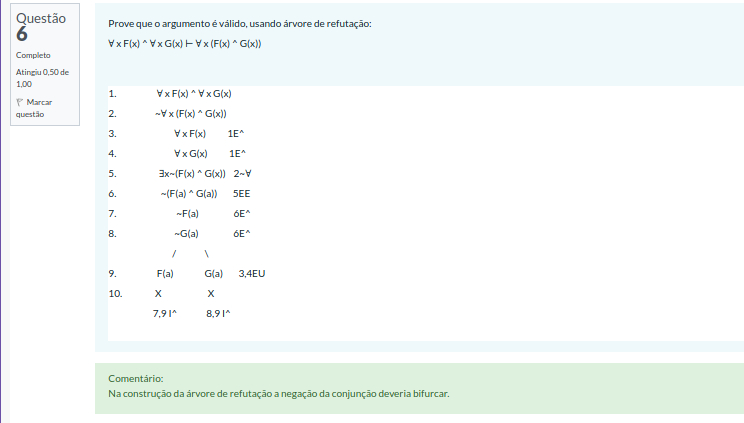 Questão
6
Completo
Atingiu 0,50 de
1,00
Marcar
questão
Prove que o argumento é válido, usando árvore de refutação:
∀ x F(x) ^ ∀ x G(x) ⊢ ∀ x (F(x) ^ G(x))
1. ∀ x F(x) ^ ∀ x G(x)
2. ~∀ x (F(x) ^ G(x))
3. ∀ x F(x) 1E^
4. ∀ x G(x) 1E^
5. ∃x~(F(x) ^ G(x)) 2~∀
6. ~(F(a) ^ G(a)) 5EE
7. ~F(a) 6E^
8. ~G(a) 6E^
/ \
9. F(a) G(a) 3,4EU
10. X X
7,9 I^ 8,9 I^
Comentário:
Na construção da árvore de refutação a negação da conjunção deveria bifurcar.